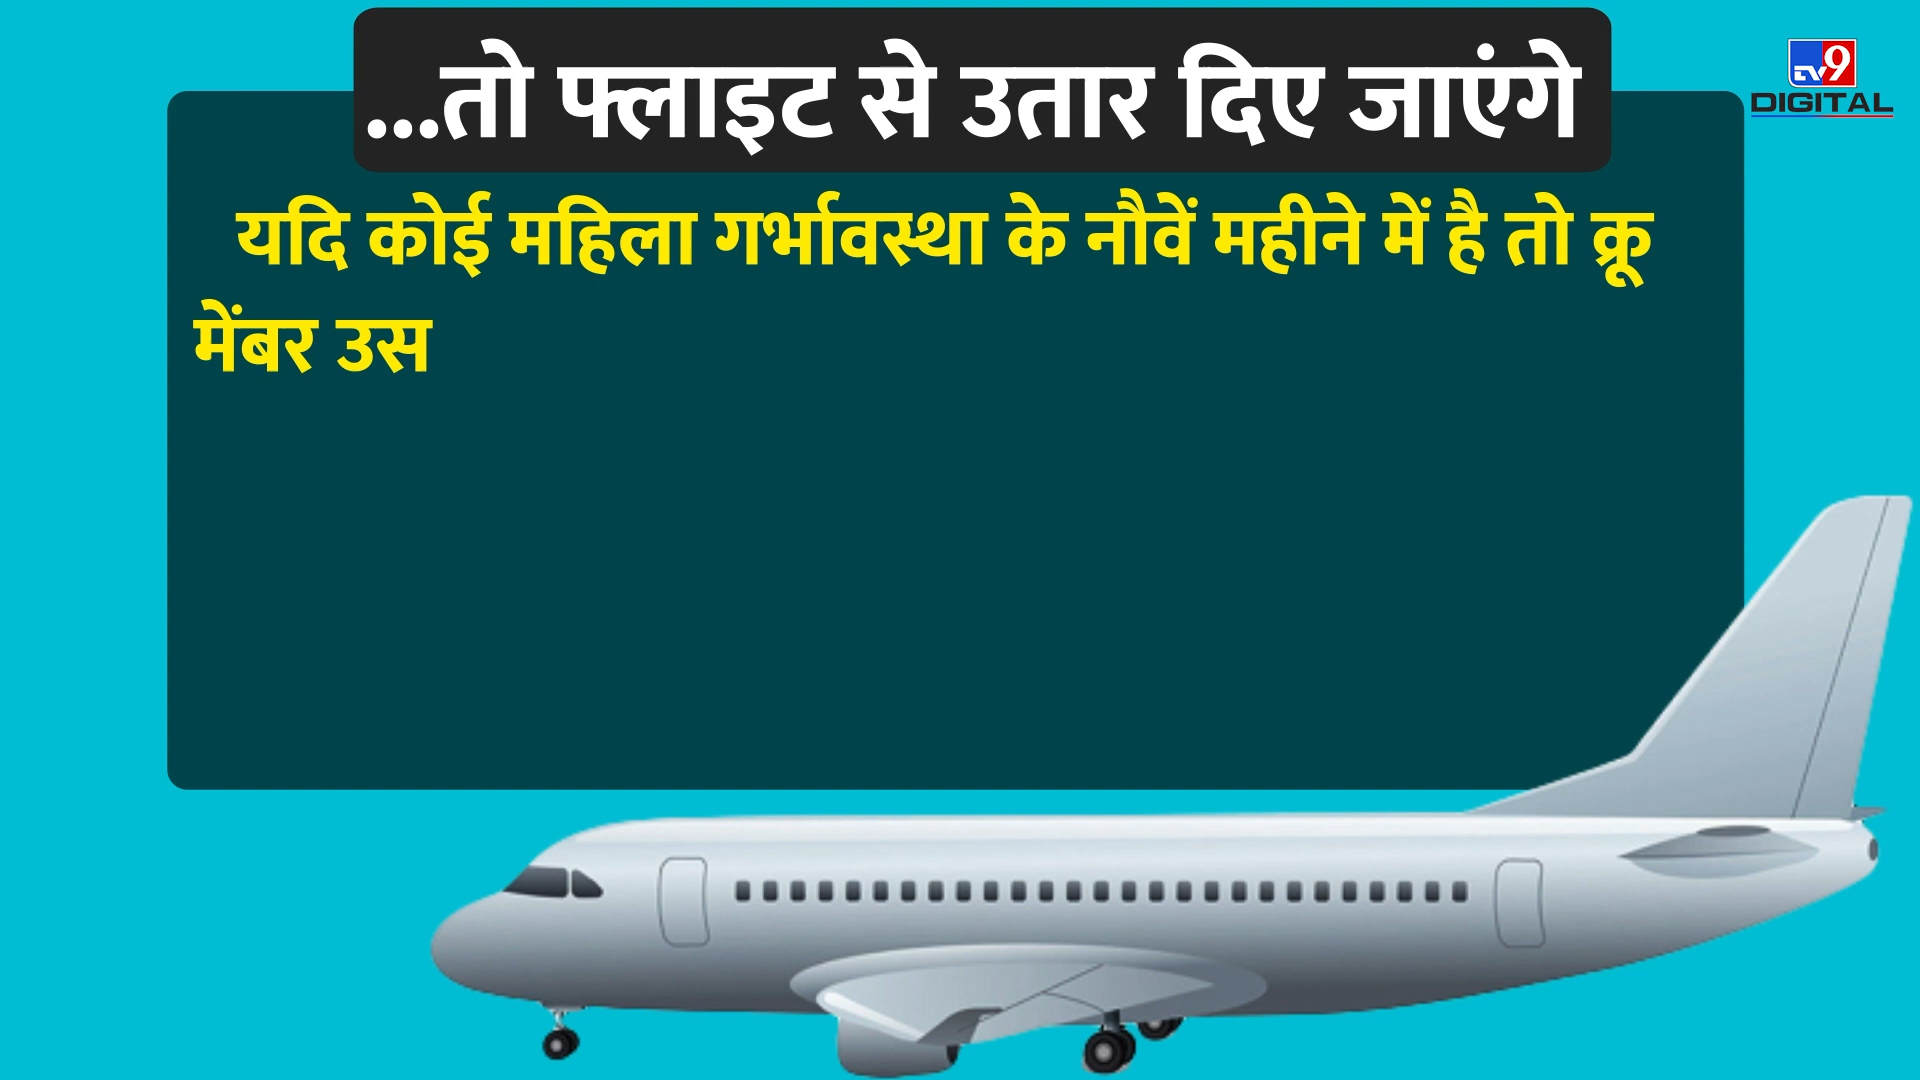 ...तो फ्लाइट से उतार दिए जाएंगे
TV9
DIGITAL
यदि कोई महिला गर्भावस्था के नौवें महीने में है तो क्रू
मेंबर उस